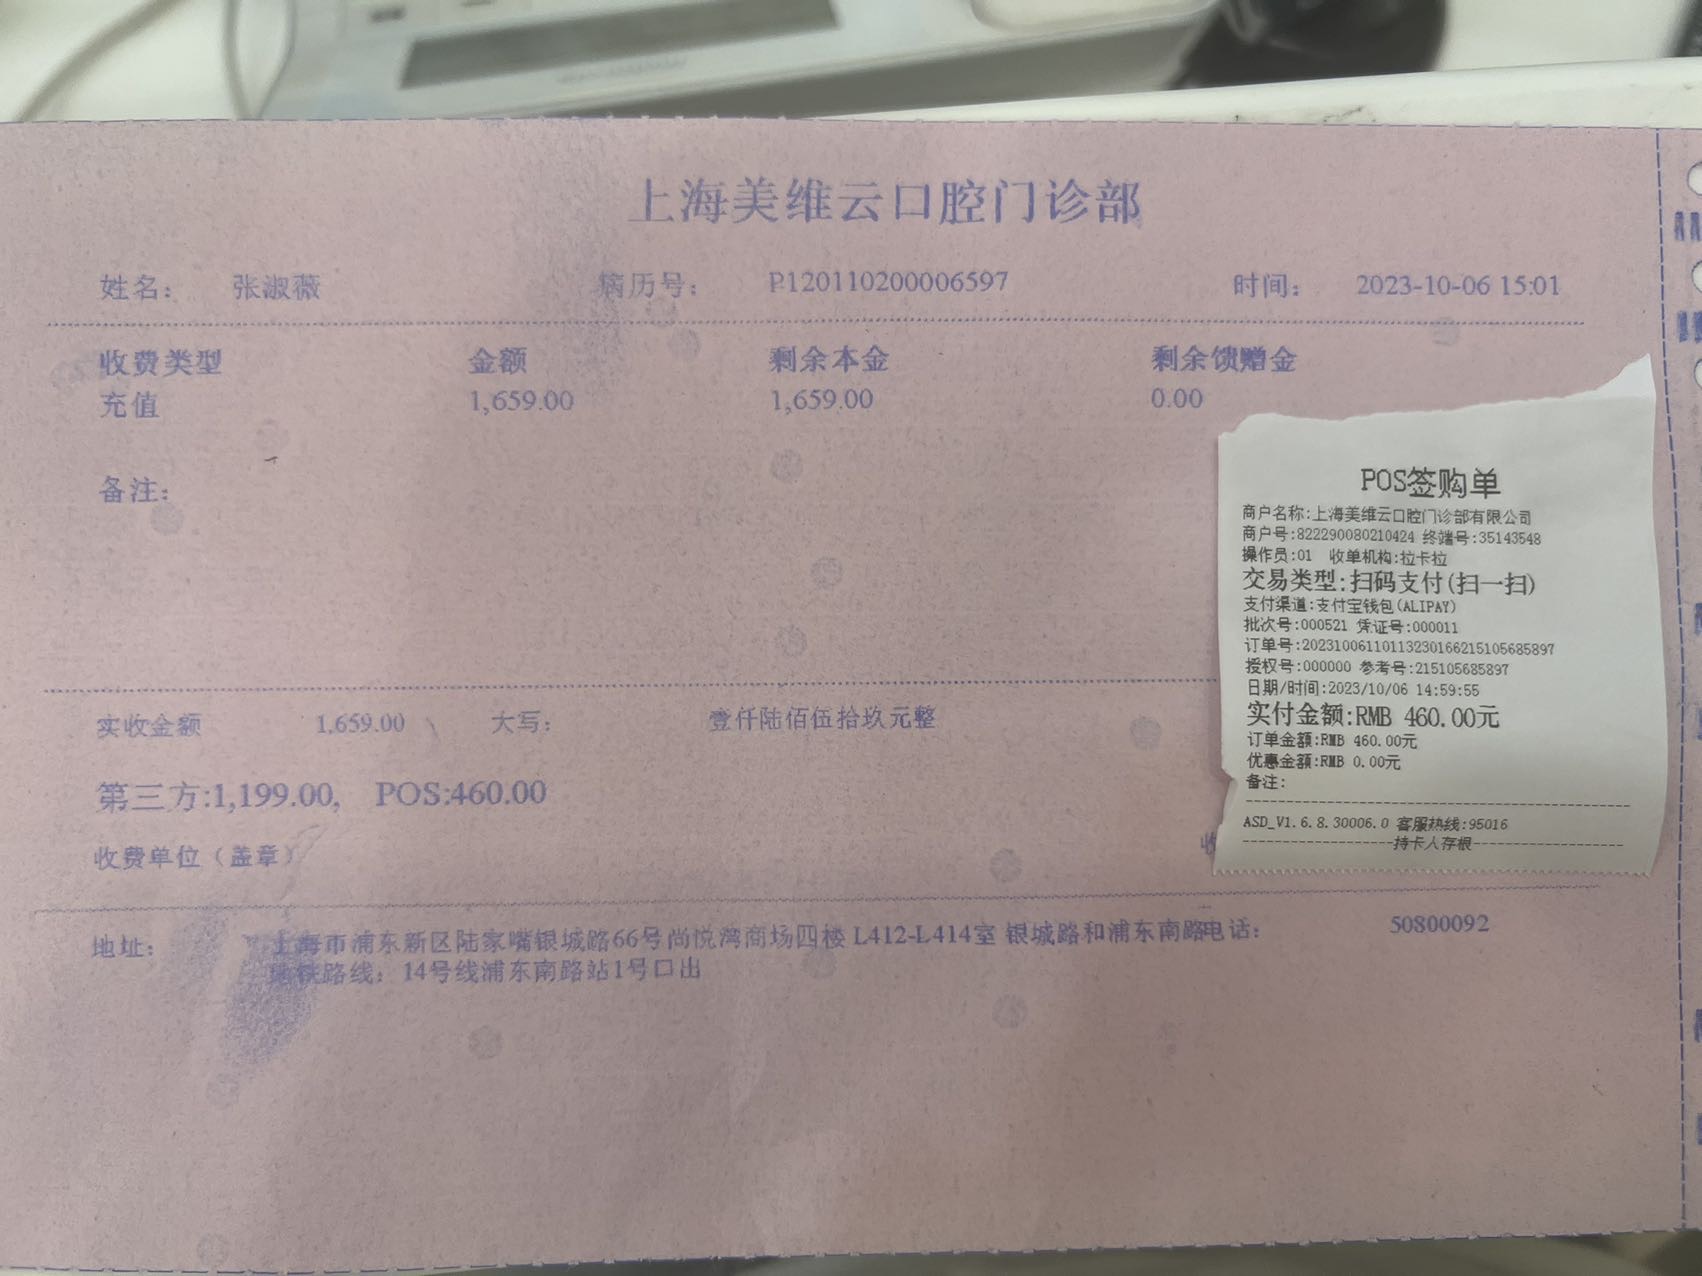 上海美维云口腔门诊部
姓名： 张淑薇 病历号： P120110200006597 时间： 2023-10-06 15:01
收费类型 金额 剩余本金 剩余馈赠金
充值 1,659.00 1,659.00 0.00
备注：
实收金额 1,659.00 大写： 壹仟陆佰伍拾玖元整
第三方:1,199.00, POS:460.00
收费单位（盖章）
地址： 上海市浦东新区陆家嘴银城路66号尚悦湾商场四楼 L412-L414室 银城路和浦东南路 电话： 50800092
地铁路线：14号线浦东南路站1号口出
POS签购单
商户名称:上海美维云口腔门诊部有限公司
商户号:822290080210424 终端号:35143548
操作员:01 收单机构:拉卡拉
交易类型:扫码支付(扫一扫)
支付渠道:支付宝钱包(ALIPAY)
批次号:000521 凭证号:000011
订单号:20231006110113230166215105685897
授权号:000000 参考号:215105685897
日期/时间:2023/10/06 14:59:55
实付金额:RMB 460.00元
订单金额:RMB 460.00元
优惠金额:RMB 0.00元
备注:
ASD_V1.6.8.30006.0 客服热线:95016
持卡人存根